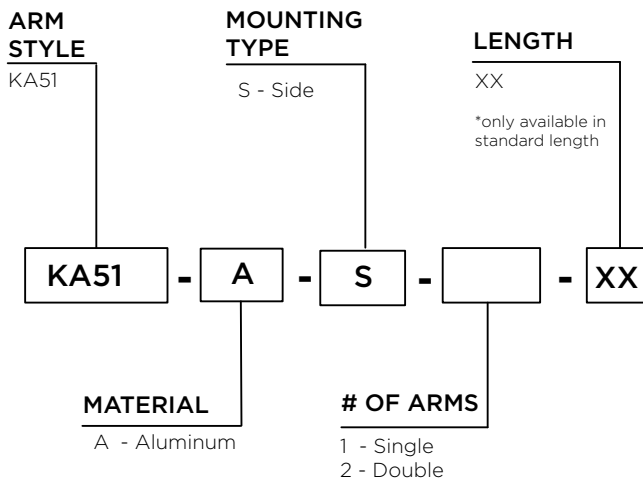 ARM
STYLE
KA51
MOUNTING
TYPE
S - Side
LENGTH
XX
*only available in
standard length
KA51 - A - S - - XX
MATERIAL
A - Aluminum
# OF ARMS
1 - Single
2 - Double